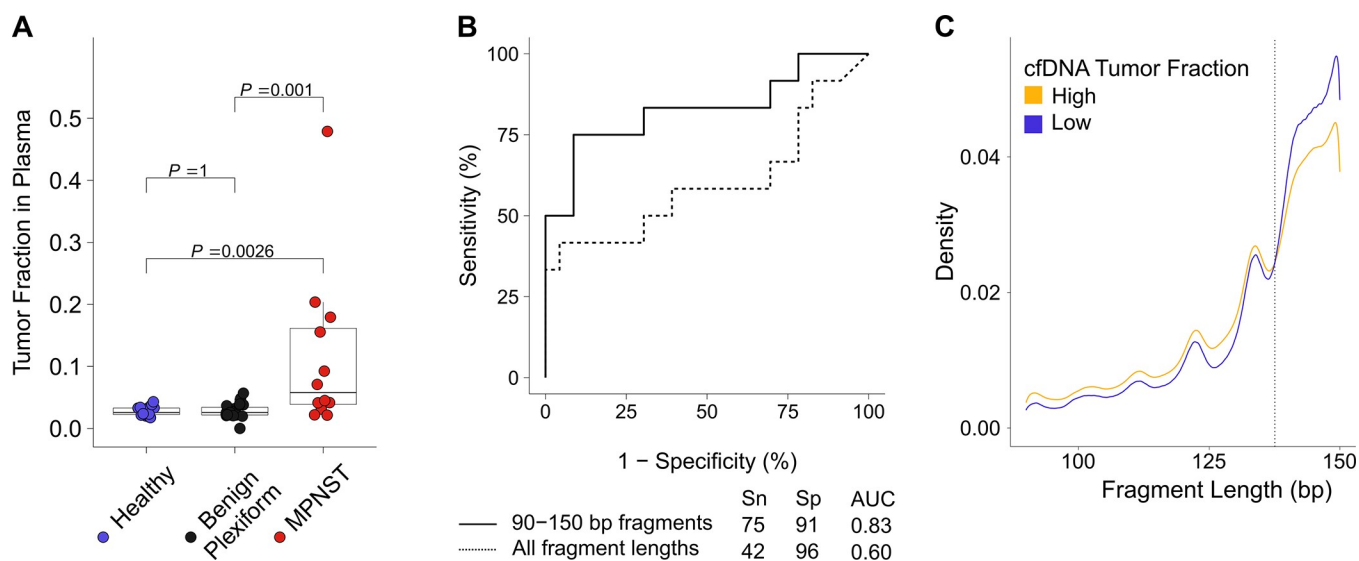 A
Tumor Fraction in Plasma
0.5
0.4
0.3
0.2
0.1
0.0
P =0.001
P =1
P =0.0026
Healthy
Benign
Plexiform
MPNST
B
Sensitivity (%)
100
75
50
25
0
0
25
50
75
100
1 − Specificity (%)
Sn Sp AUC
90−150 bp fragments 75 91 0.83
All fragment lengths 42 96 0.60
C
cfDNA Tumor Fraction
High
Low
Density
0.04
0.02
0.00
100
125
150
Fragment Length (bp)